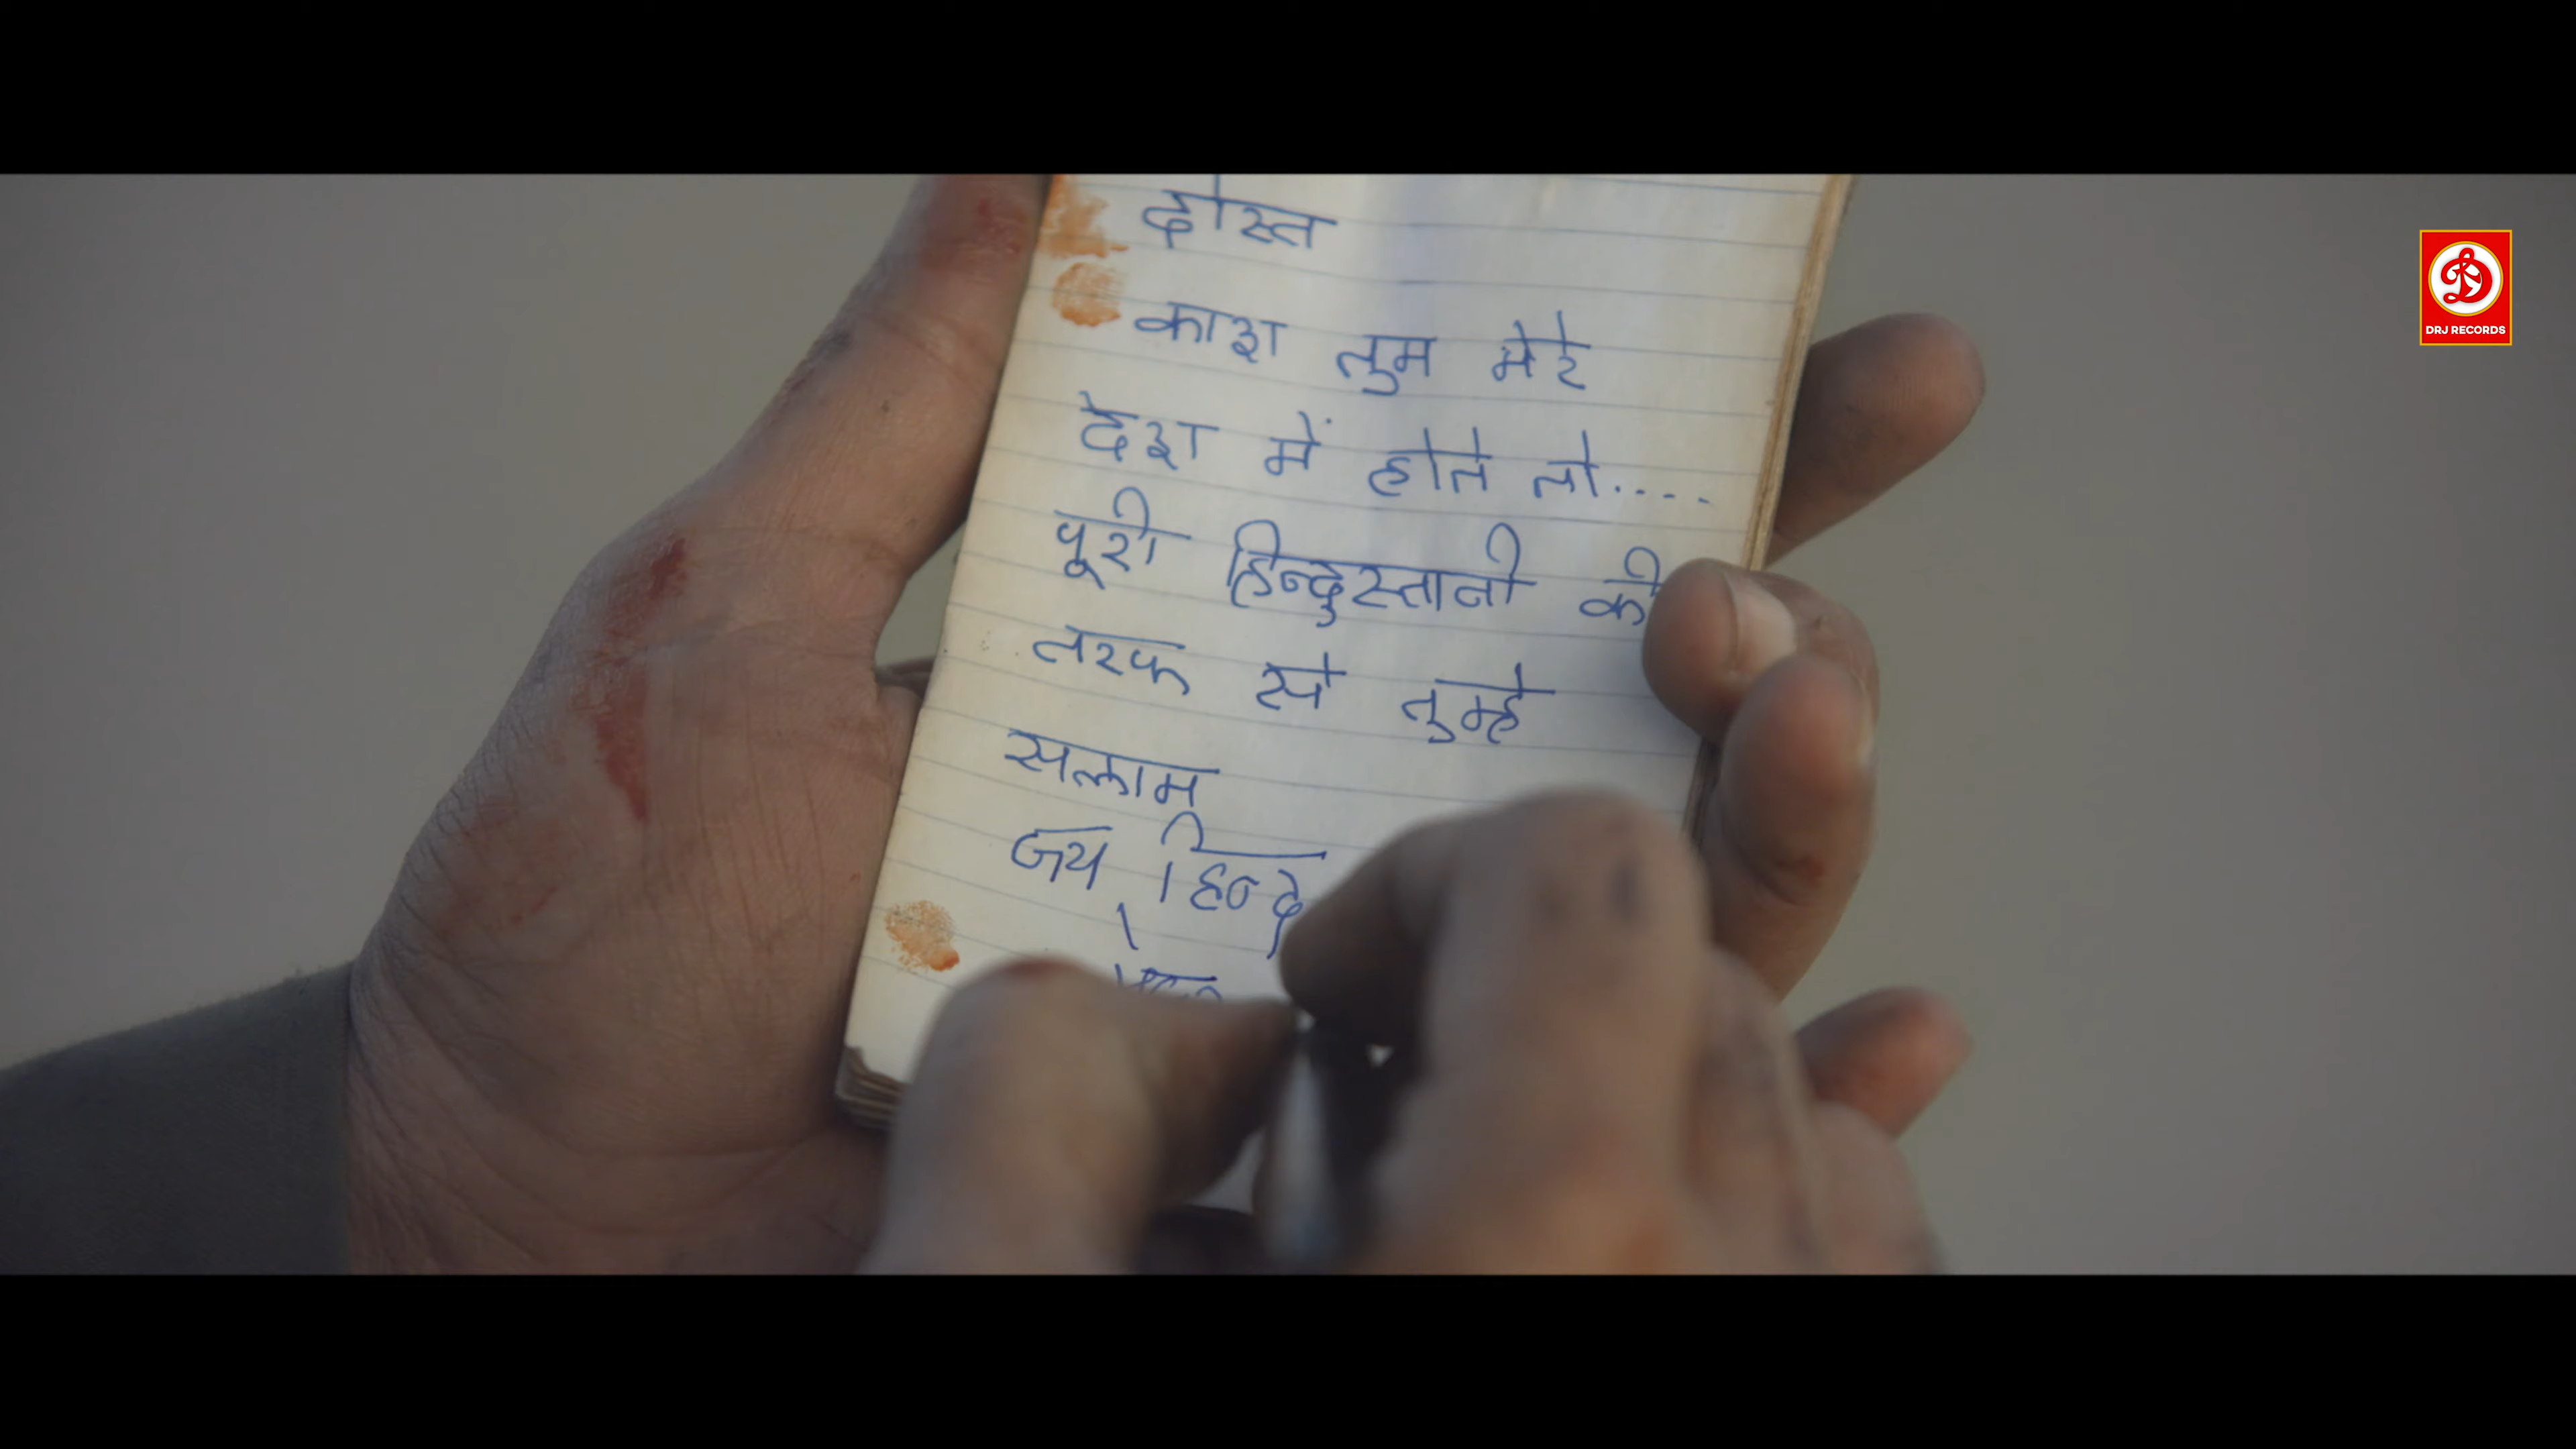 दोस्त
काश तुम मेरे
देश में होते तो....
पूरी हिन्दुस्तानी की
तरफ से तुम्हे
सलाम
जय हिन्द
DRJ RECORDS